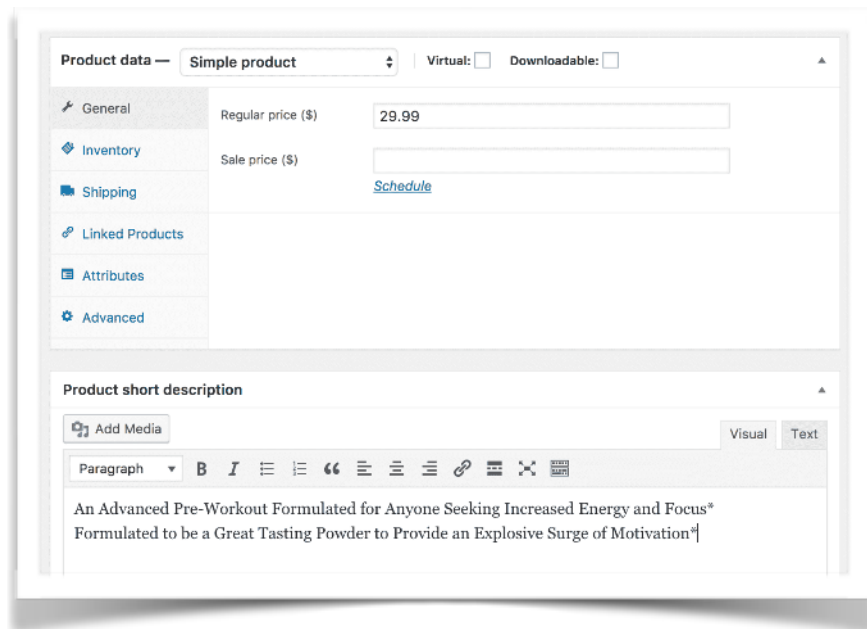 Product data — Simple product Virtual: Downloadable:
General
Regular price ($) 29.99
Inventory
Sale price ($)
Schedule
Shipping
Linked Products
Attributes
Advanced
Product short description
Add Media
Visual Text
Paragraph B I
An Advanced Pre-Workout Formulated for Anyone Seeking Increased Energy and Focus*
Formulated to be a Great Tasting Powder to Provide an Explosive Surge of Motivation*